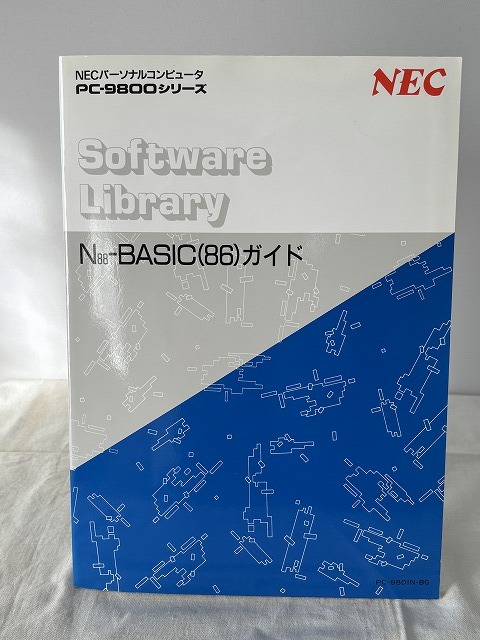 NECパーソナルコンピュータ
PC-9800シリーズ
NEC
Software
Library
N88-BASIC(86)ガイド
PC-9801N-BG